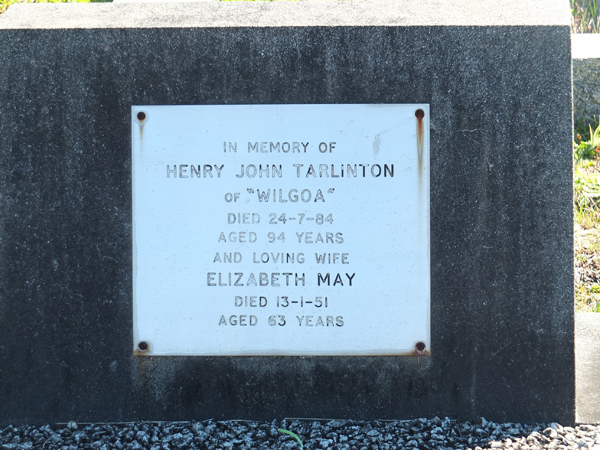 IN MEMORY OF
HENRY JOHN TARLINTON
OF "WILGOA"
DIED 24-7-84
AGED 94 YEARS
AND LOVING WIFE
ELIZABETH MAY
DIED 13-1-51
AGED 63 YEARS